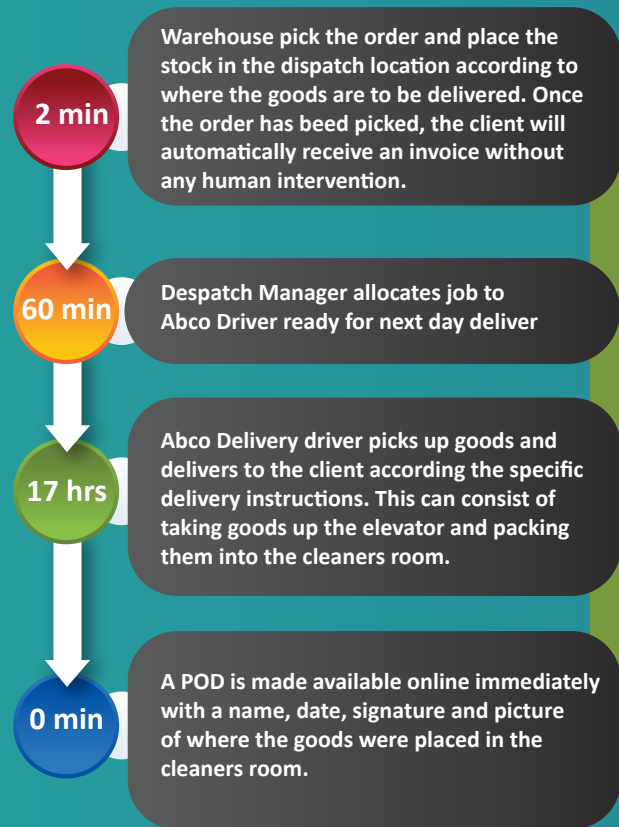 2 min
Warehouse pick the order and place the
stock in the dispatch location according to
where the goods are to be delivered. Once
the order has beed picked, the client will
automatically receive an invoice without
any human intervention.
60 min
Despatch Manager allocates job to
Abco Driver ready for next day deliver
17 hrs
Abco Delivery driver picks up goods and
delivers to the client according the specific
delivery instructions. This can consist of
taking goods up the elevator and packing
them into the cleaners room.
0 min
A POD is made available online immediately
with a name, date, signature and picture
of where the goods were placed in the
cleaners room.